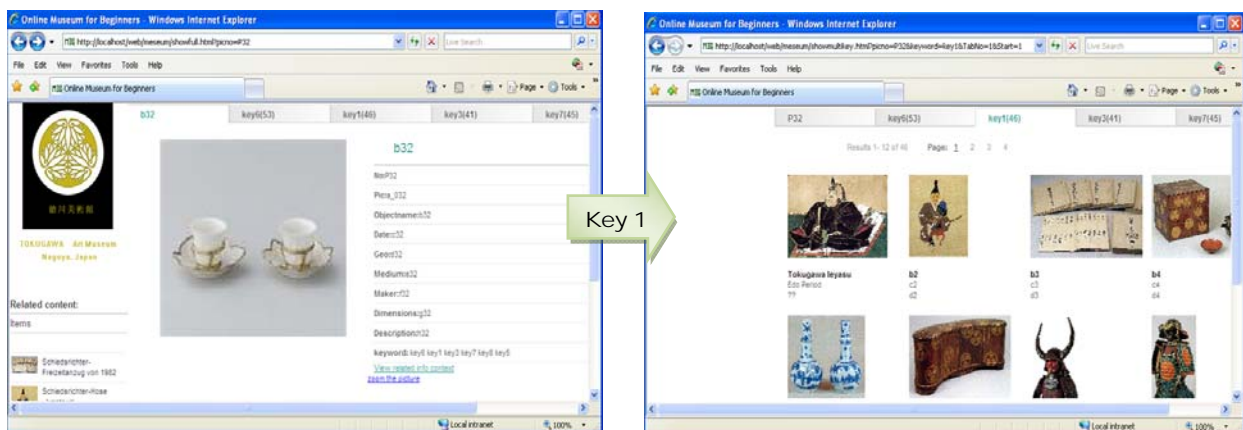 Online Museum for Beginners - Windows Internet Explorer
http://localhost/web/meseum/showfull.html?picno=P32
Live Search
File Edit View Favorites Tools Help
Online Museum for Beginners
Page Tools
b32 key6(53) key1(46) key3(41) key7(45)
徳川美術館
TOKUGAWA Art Museum
Nagoya, Japan
Related content:
Items
Schiedsrichter-
Freizeitanzug von 1982
Schiedsrichter-Hose
b32
No:P32
Pic:a_032
Objectname:b32
Date:c32
Geo:d32
Medium:e32
Maker:f32
Dimensions:g32
keyword: key6 key1 key3 key7 key8 key5
View related info context
zoom the picture
Local intranet 100%
Key 1
Online Museum for Beginners - Windows Internet Explorer
http://localhost/web/meseum/showmultikey.html?picno=P32&keyword=key1&TabNo=1&Start=1
Live Search
File Edit View Favorites Tools Help
Online Museum for Beginners
Page Tools
P32 key6(53) key1(46) key3(41) key7(45)
Results 1- 12 of 46 Page: 1 2 3 4
Tokugawa Ieyasu b2 b3 b4
Edo Period c2 c3 c4
?? d2 d3 d4
Local intranet 100%